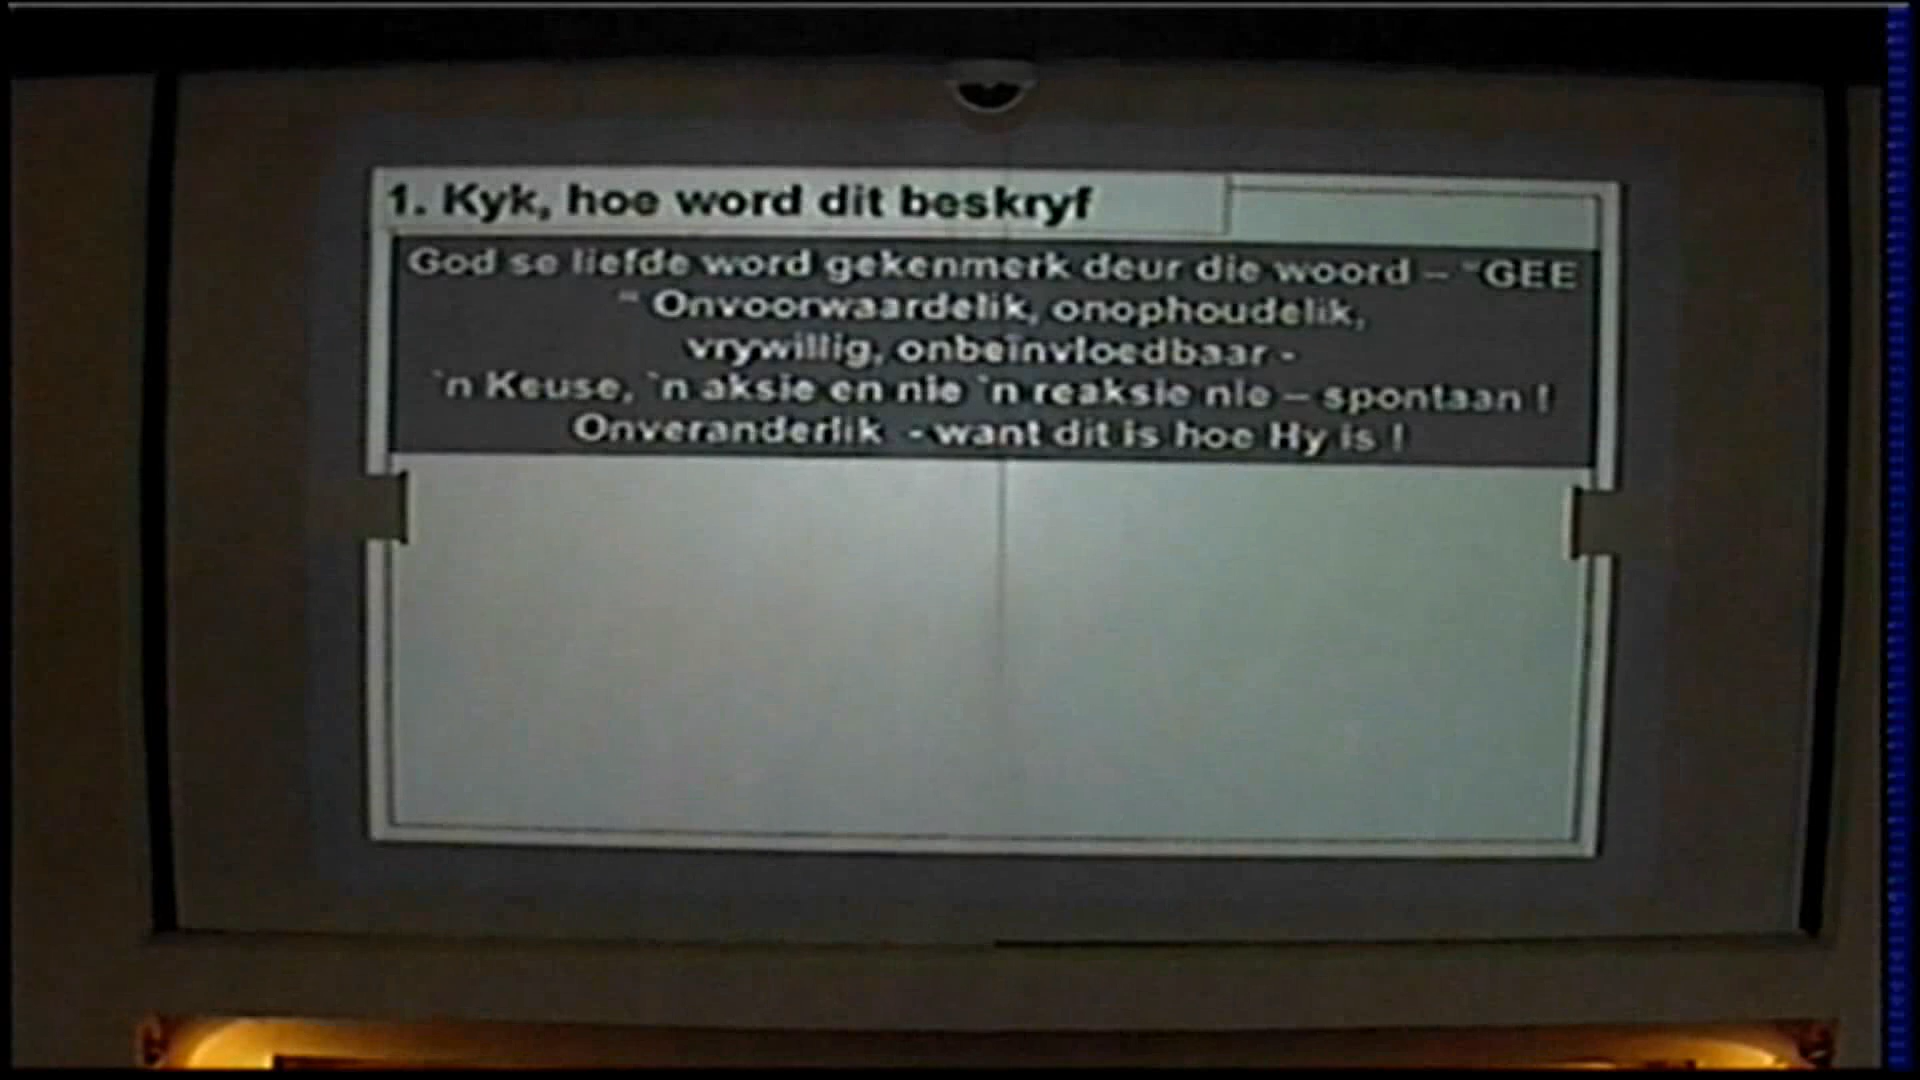 1. Kyk, hoe word dit beskryf
God se liefde word gekenmerk deur die woord – “GEE
“ Onvoorwaardelik, onophoudelik,
vrywillig, onbeïnvloedbaar -
`n Keuse, `n aksie en nie `n reaksie nie – spontaan !
Onveranderlik - want dit is hoe Hy is !